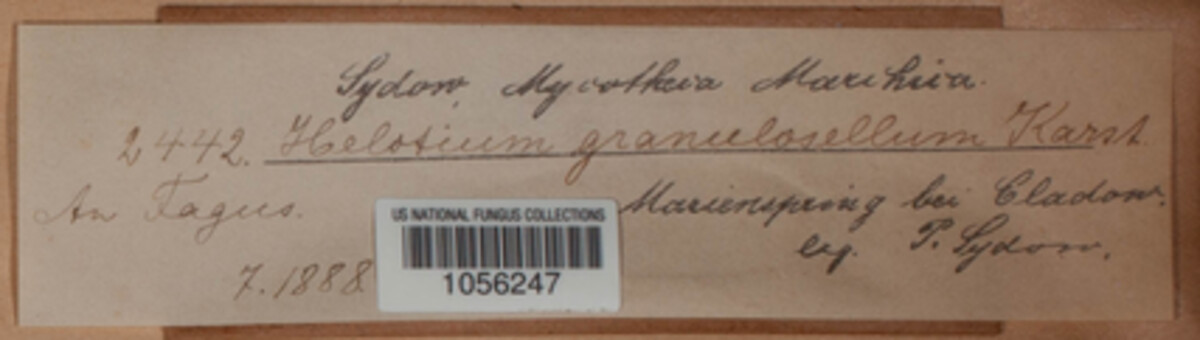 Sydow, Mycotheca Marchica.
2442. Helotium granulosellum Karst.
An Fagus.
Marienspring bei Cladow.
leg. P. Sydow.
7.1888
US NATIONAL FUNGUS COLLECTIONS
1056247